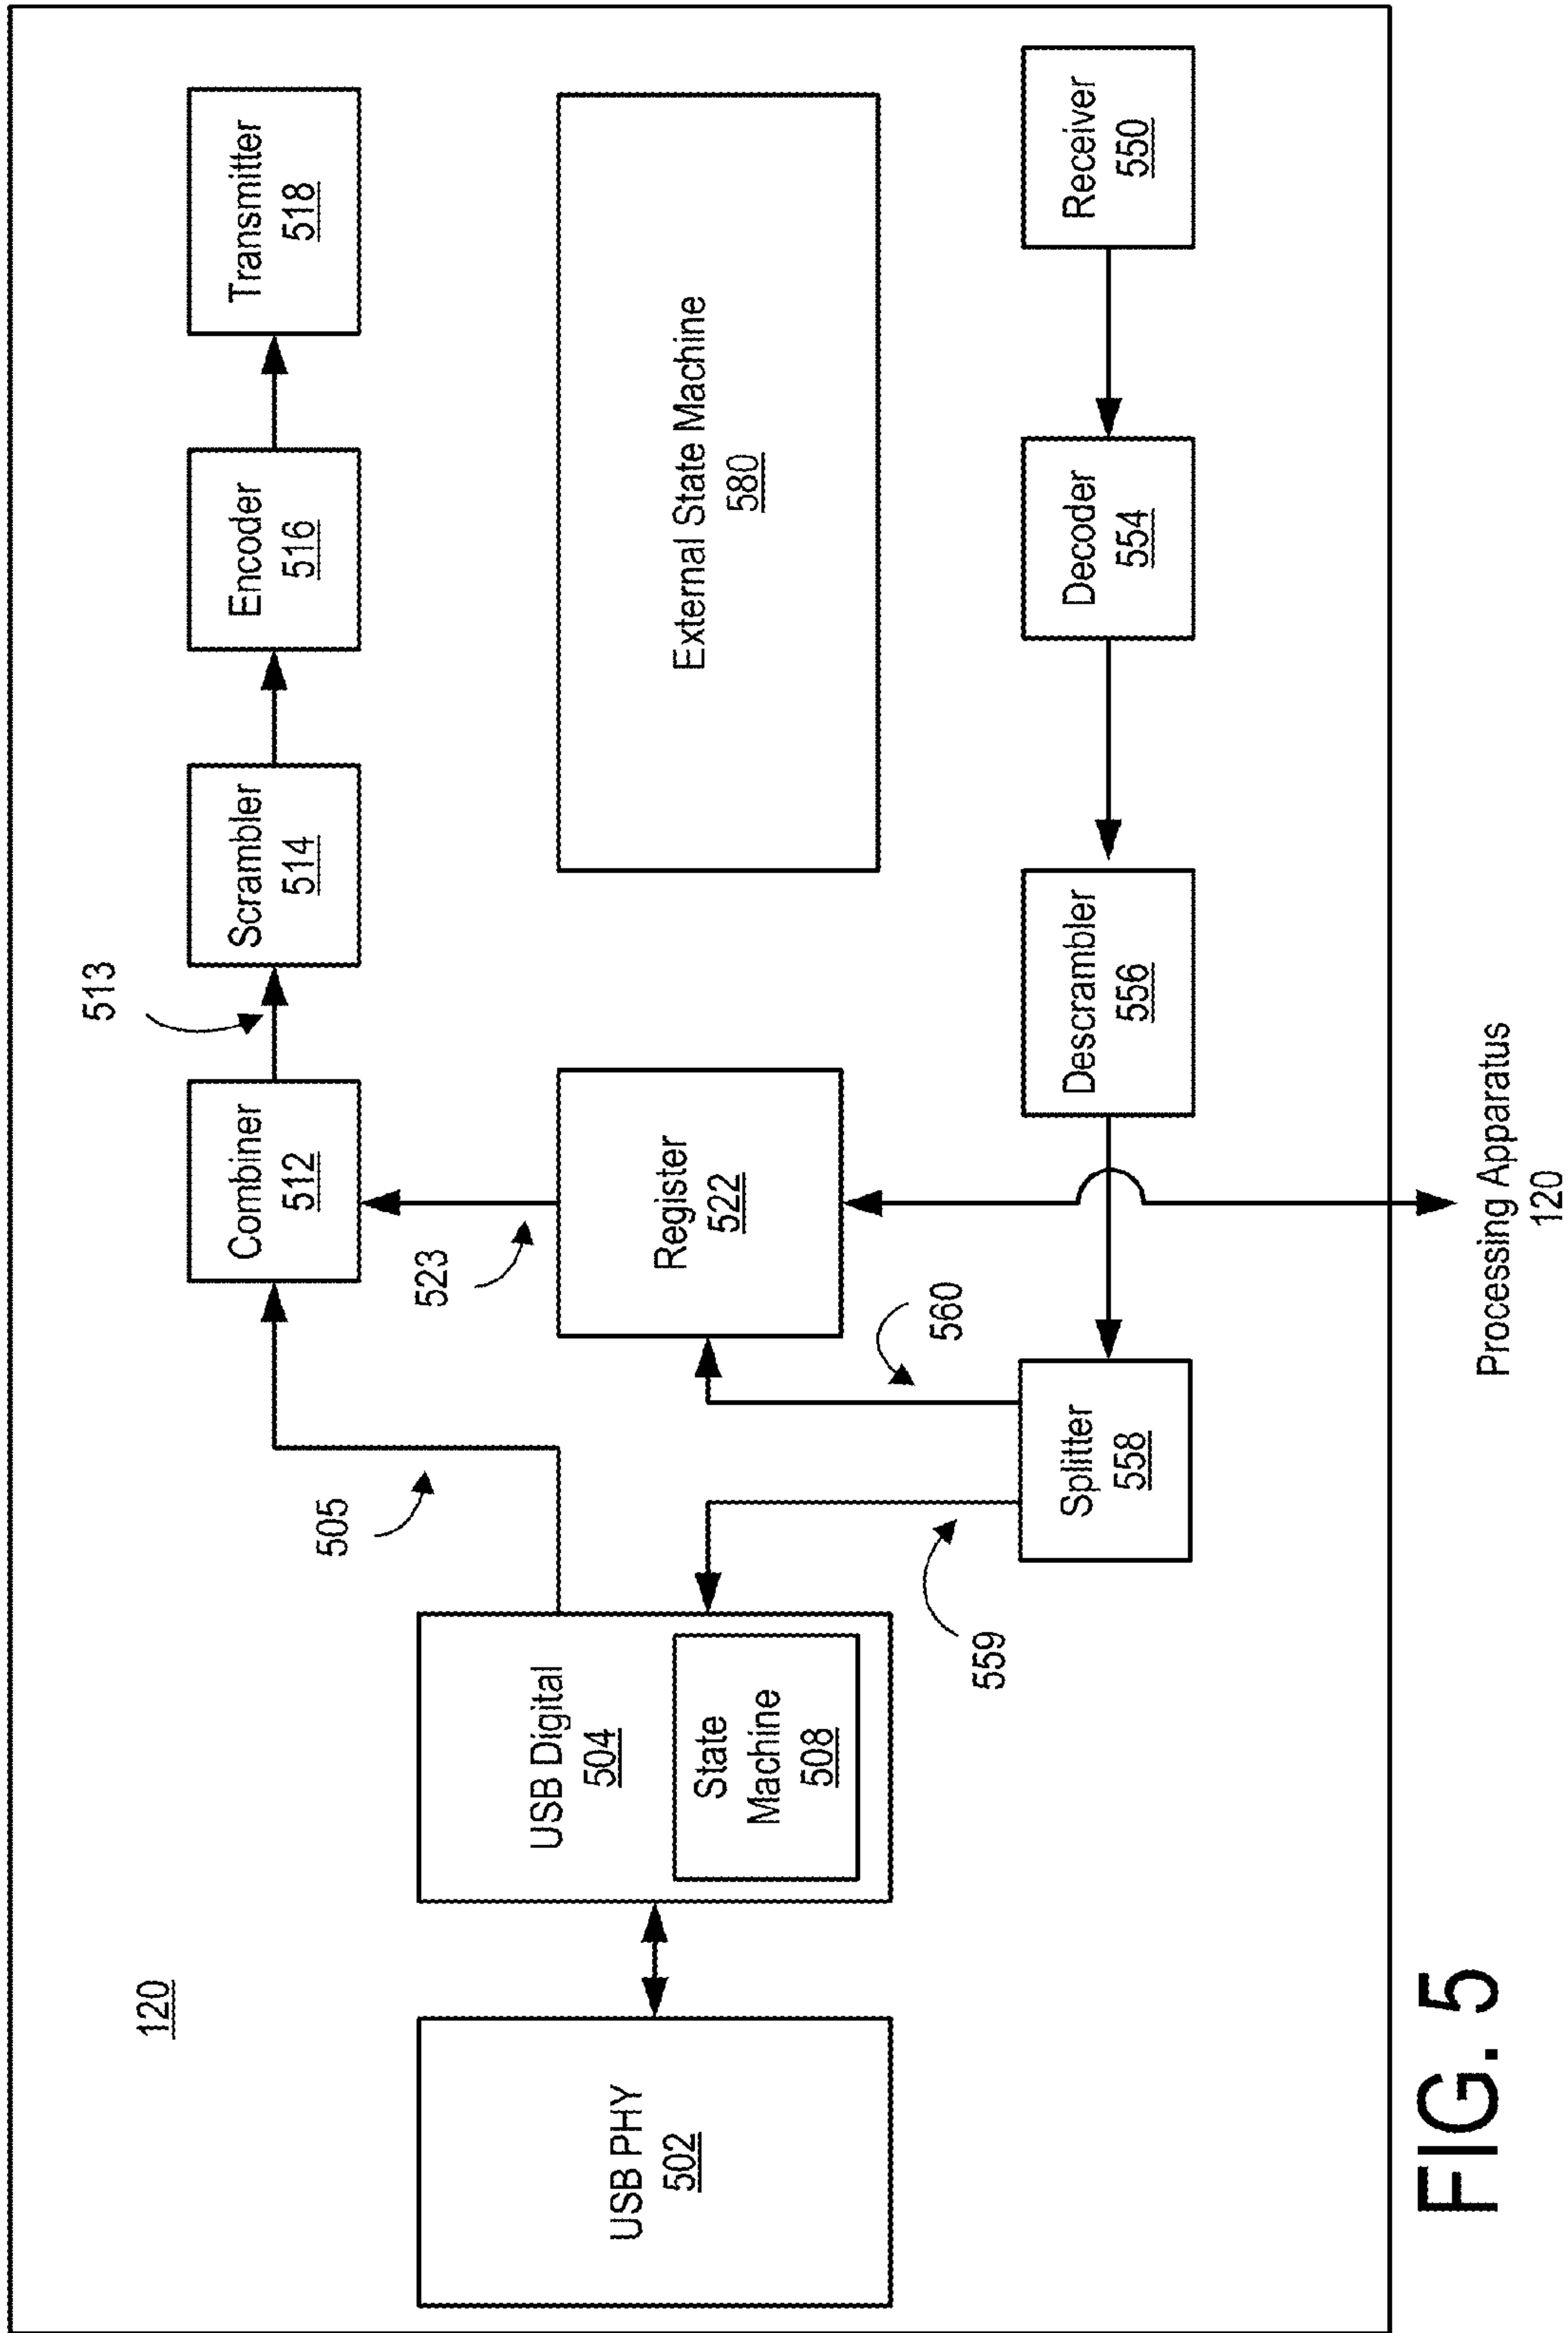 120
USB PHY
502
USB Digital
504
State
Machine
508
505
Combiner
512
513
Scrambler
514
Encoder
516
Transmitter
518
523
Register
522
External State Machine
580
560
559
Splitter
558
Descrambler
556
Decoder
554
Receiver
550
Processing Apparatus
120
FIG. 5